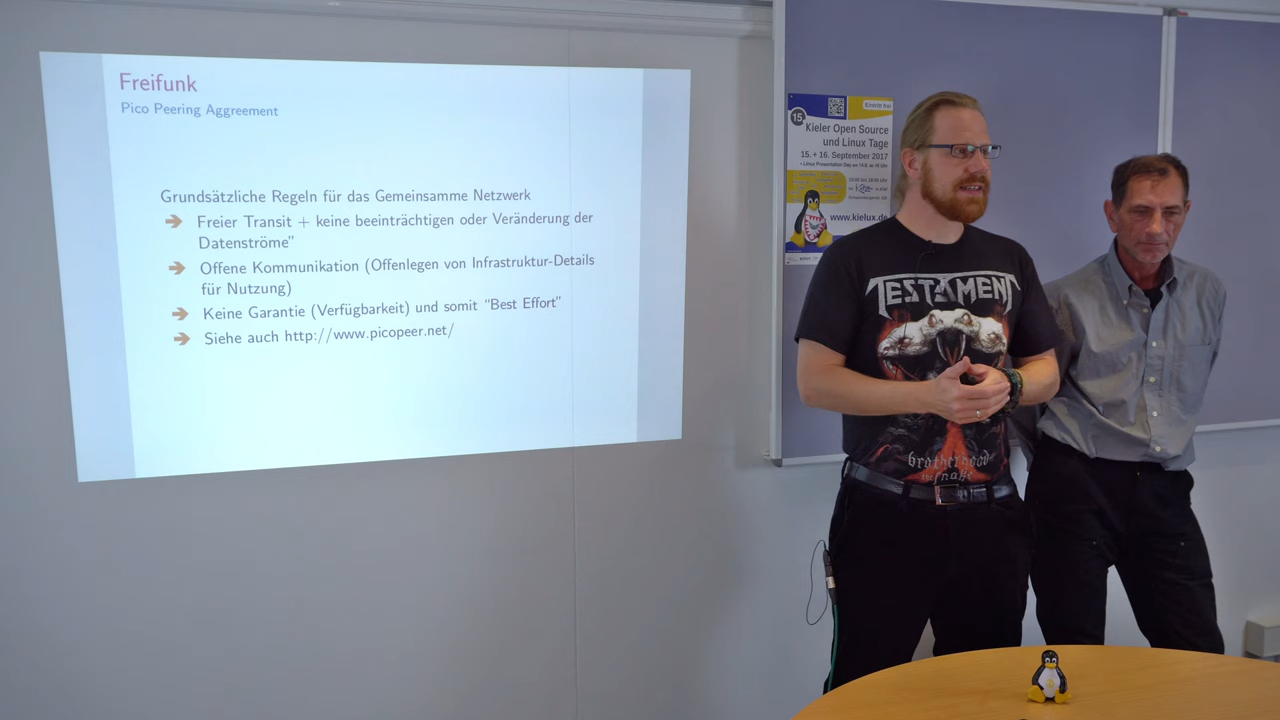 Freifunk
Pico Peering Aggreement
Grundsätzliche Regeln für das Gemeinsamme Netzwerk
Freier Transit + keine beeinträchtigen oder Veränderung der
Datenströme"
Offene Kommunikation (Offenlegen von Infrastruktur-Details
für Nutzung)
Keine Garantie (Verfügbarkeit) und somit “Best Effort”
Siehe auch http://www.picopeer.net/
Eintritt frei
15.
Kieler Open Source
und Linux Tage
15. + 16. September 2017
www.kielux.de
TESTAMENT
brotherhood